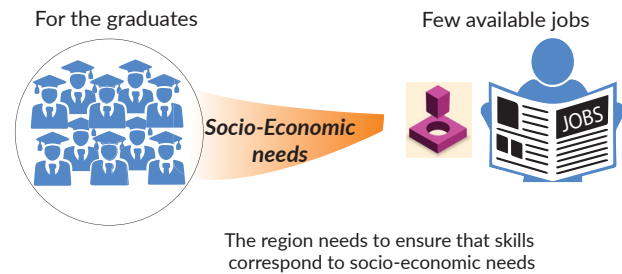 For the graduates
Few available jobs
JOBS
Socio-Economic
needs
The region needs to ensure that skills
correspond to socio-economic needs